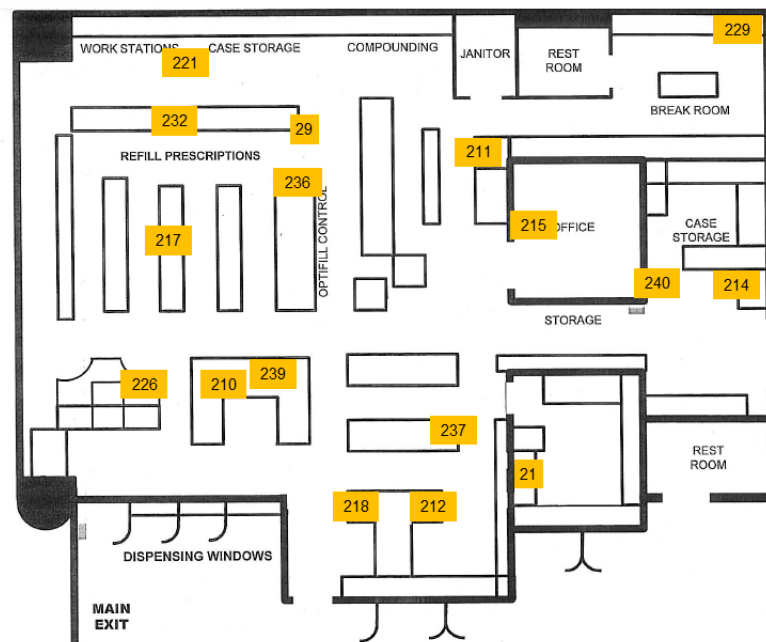 229
WORK STATIONS
CASE STORAGE
COMPOUNDING
JANITOR
REST
ROOM
221
BREAK ROOM
232
29
REFILL PRESCRIPTIONS
211
236
OPTIFILL CONTROL
215
OFFICE
CASE
STORAGE
217
240
214
STORAGE
226
210
239
237
REST
ROOM
21
218
212
DISPENSING WINDOWS
MAIN
EXIT